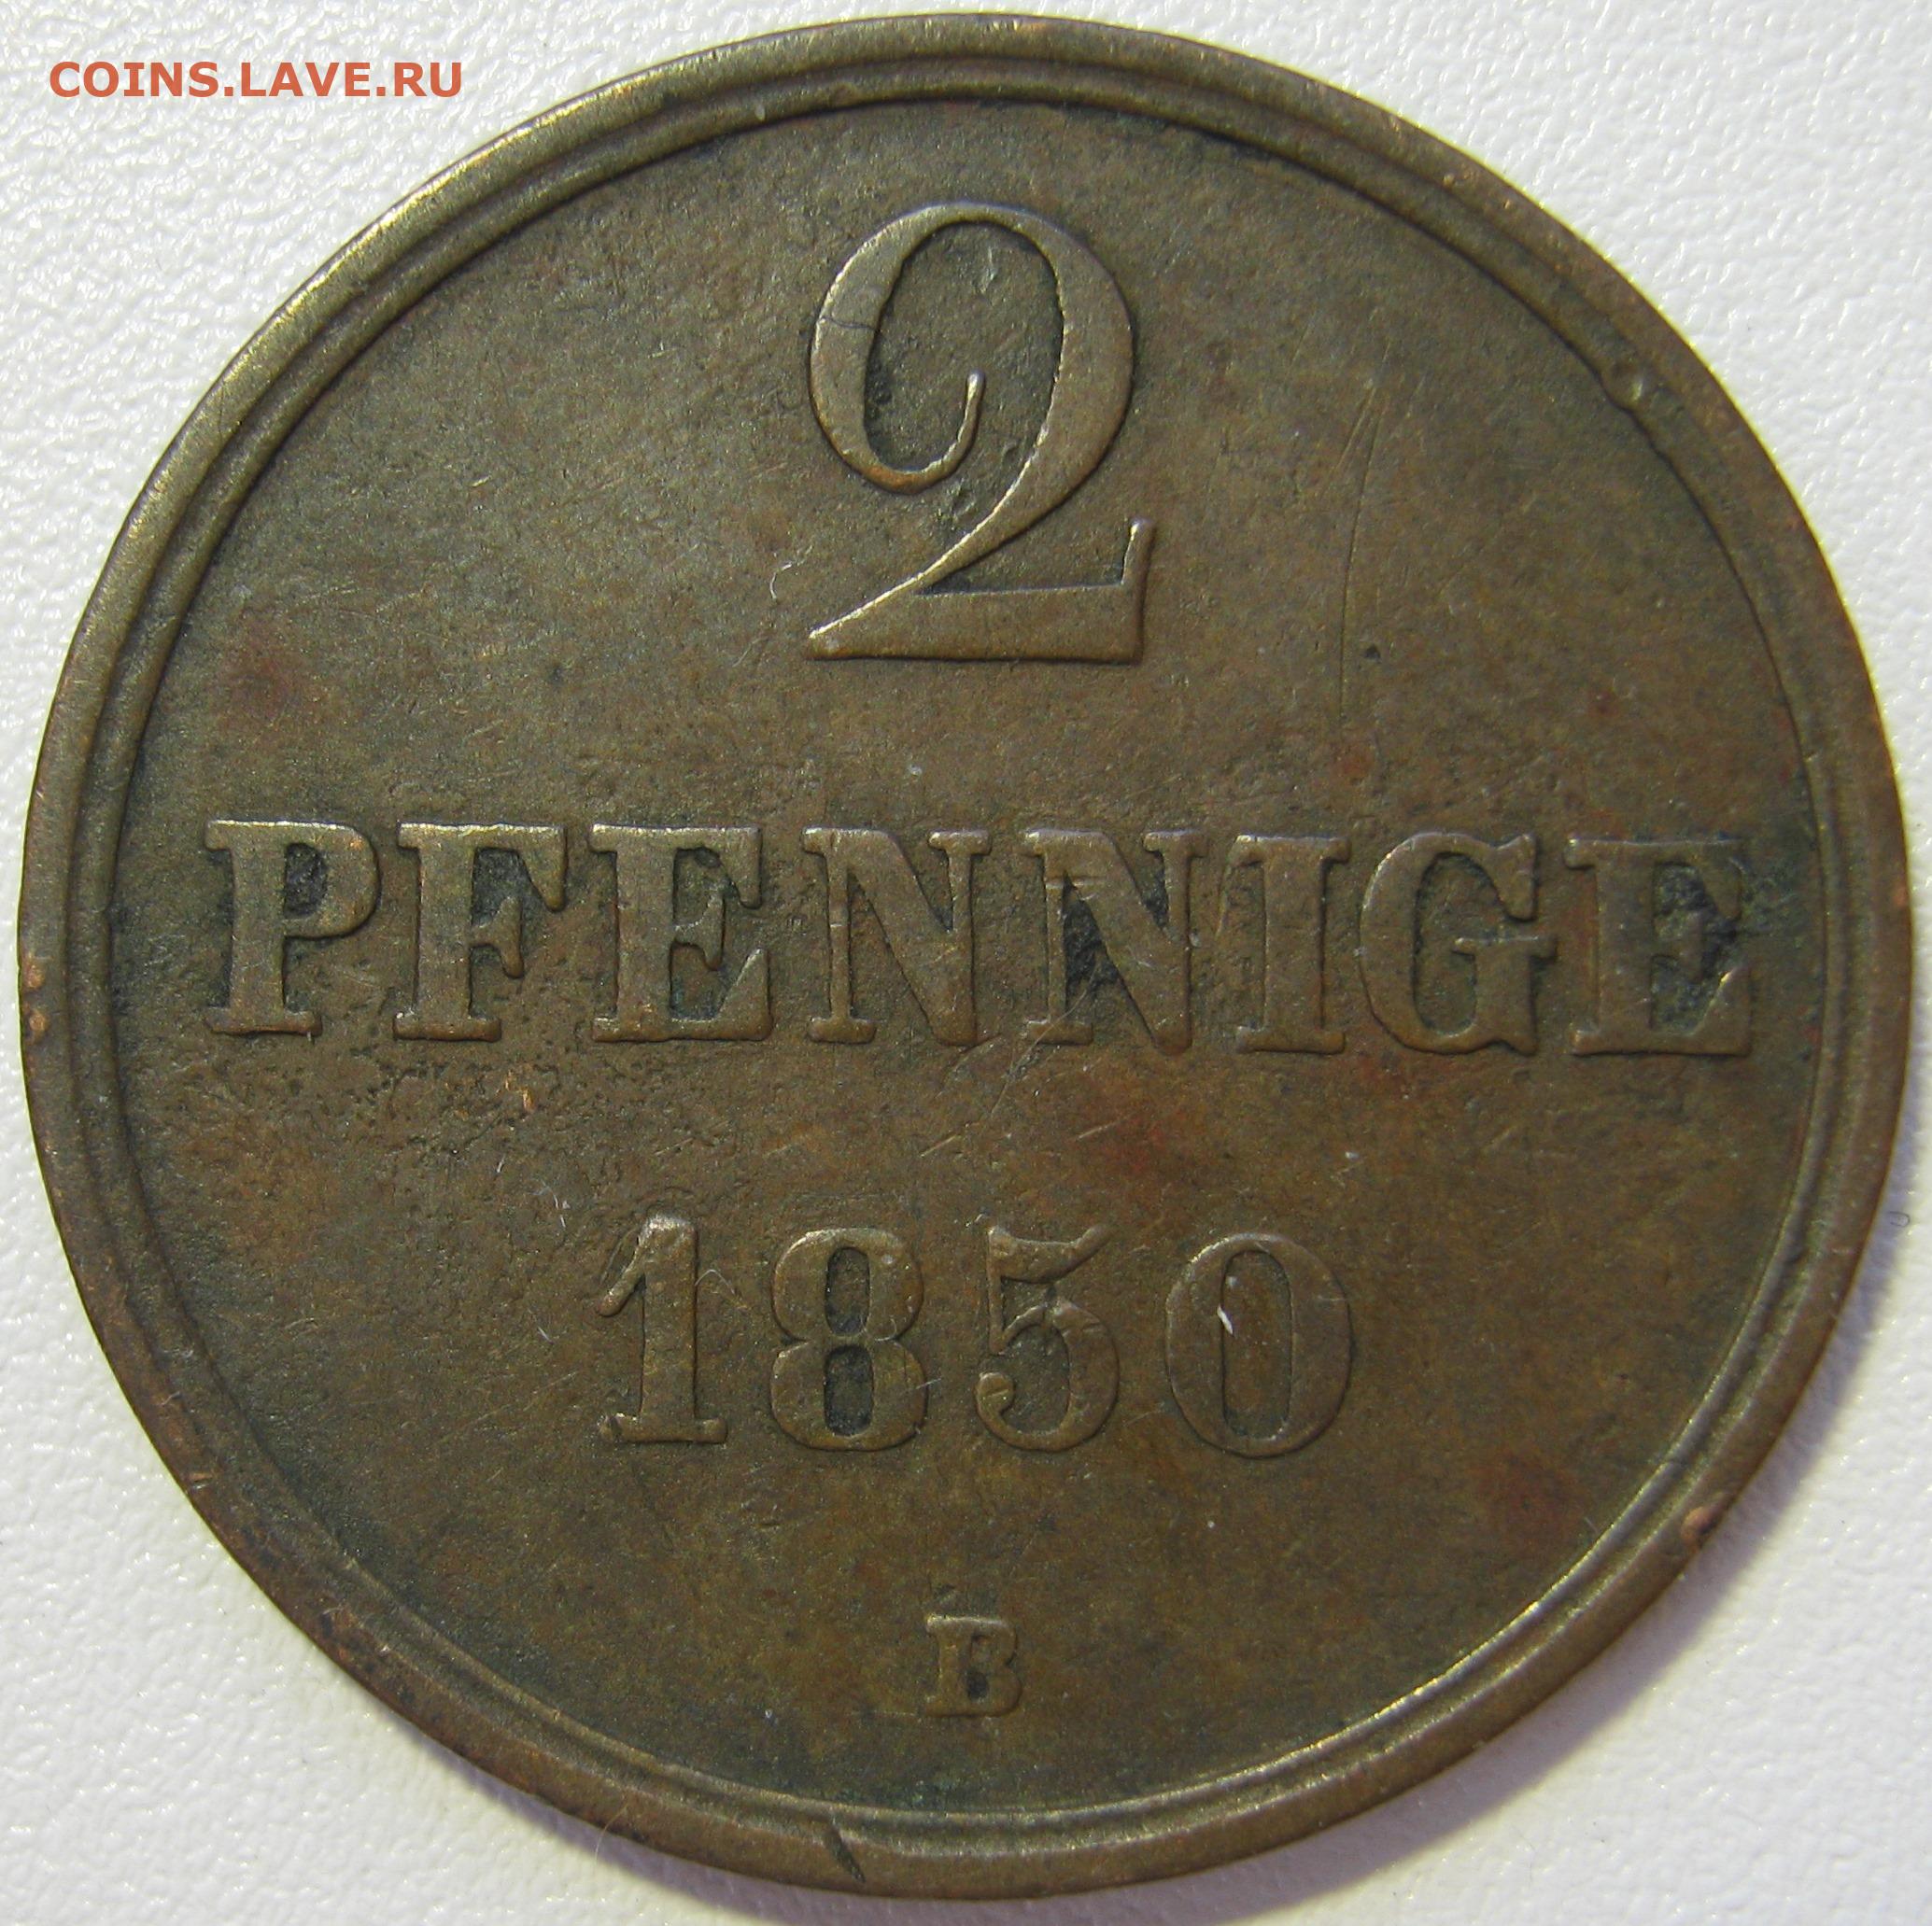 COINS.LAVE.RU
2
PFENNIGE
1850
B